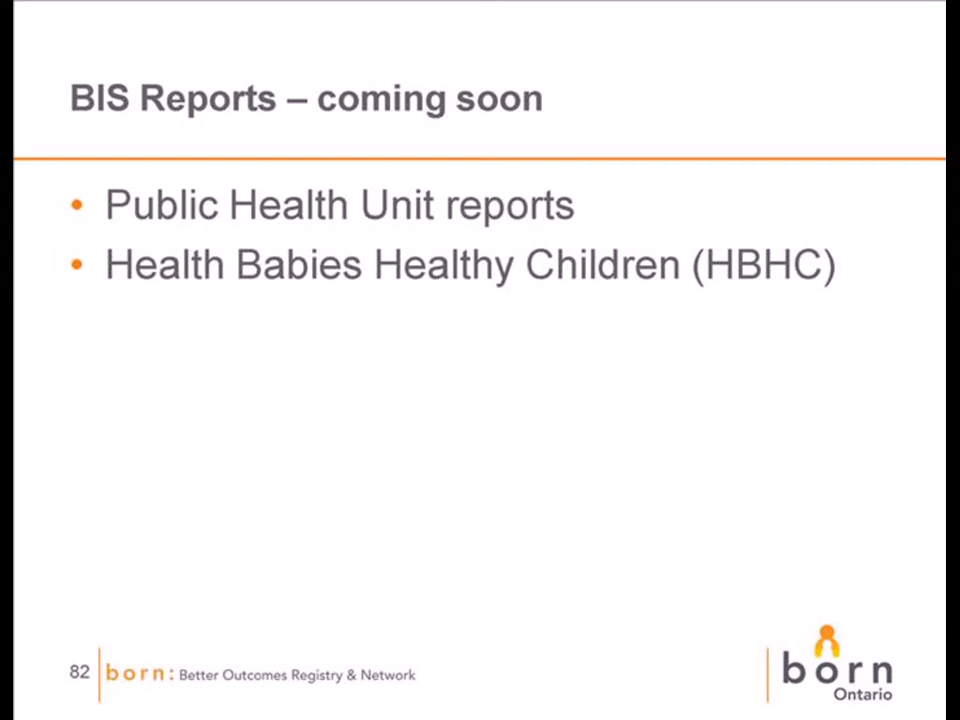 BIS Reports – coming soon
• Public Health Unit reports
• Health Babies Healthy Children (HBHC)
82 born: Better Outcomes Registry & Network
born
Ontario